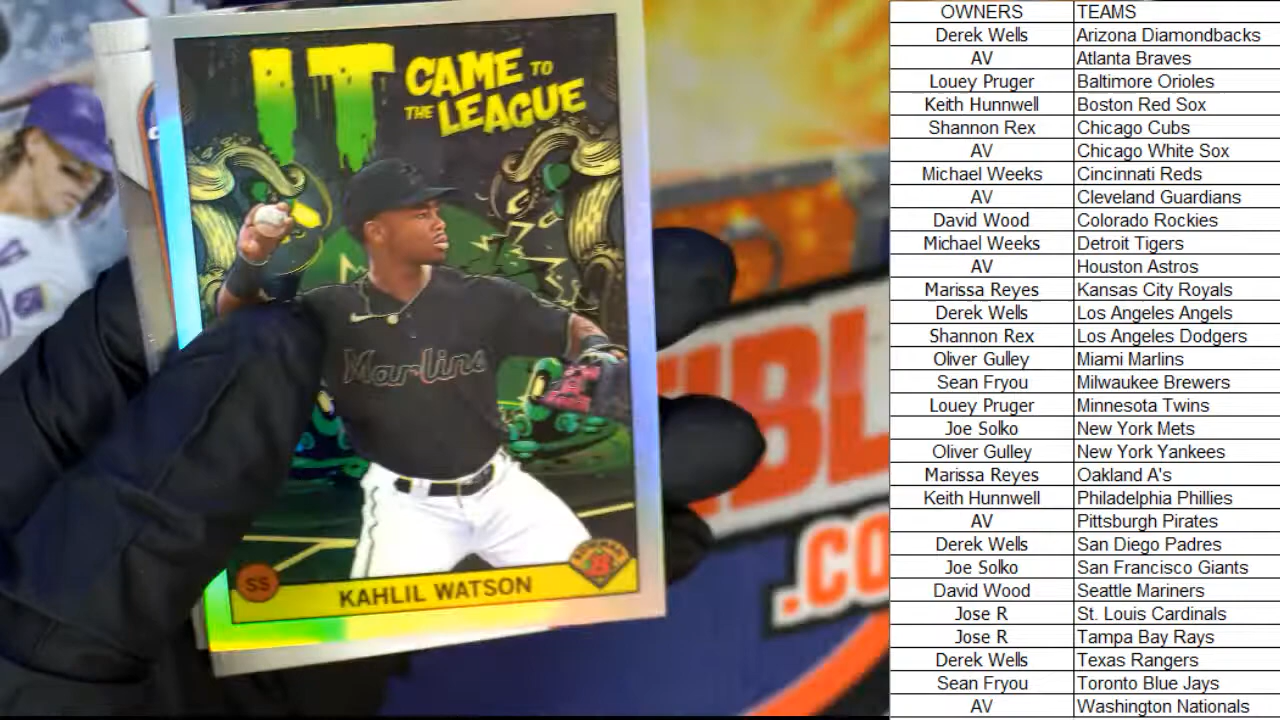 IT CAME TO
THE LEAGUE
Marlins
SS
KAHLIL WATSON
IBL
.CO
OWNERS TEAMS
Derek Wells Arizona Diamondbacks
AV Atlanta Braves
Louey Pruger Baltimore Orioles
Keith Hunnwell Boston Red Sox
Shannon Rex Chicago Cubs
AV Chicago White Sox
Michael Weeks Cincinnati Reds
AV Cleveland Guardians
David Wood Colorado Rockies
Michael Weeks Detroit Tigers
AV Houston Astros
Marissa Reyes Kansas City Royals
Derek Wells Los Angeles Angels
Shannon Rex Los Angeles Dodgers
Oliver Gulley Miami Marlins
Sean Fryou Milwaukee Brewers
Louey Pruger Minnesota Twins
Joe Solko New York Mets
Oliver Gulley New York Yankees
Marissa Reyes Oakland A's
Keith Hunnwell Philadelphia Phillies
AV Pittsburgh Pirates
Derek Wells San Diego Padres
Joe Solko San Francisco Giants
David Wood Seattle Mariners
Jose R St. Louis Cardinals
Jose R Tampa Bay Rays
Derek Wells Texas Rangers
Sean Fryou Toronto Blue Jays
AV Washington Nationals